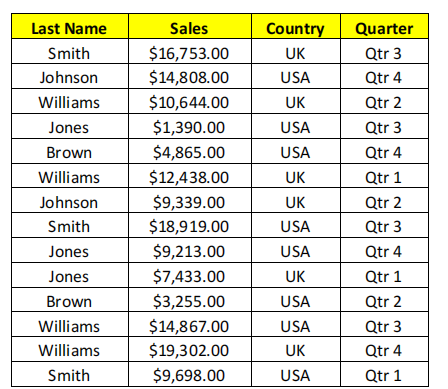 Last Name Sales Country Quarter
Smith $16,753.00 UK Qtr 3
Johnson $14,808.00 USA Qtr 4
Williams $10,644.00 UK Qtr 2
Jones $1,390.00 USA Qtr 3
Brown $4,865.00 USA Qtr 4
Williams $12,438.00 UK Qtr 1
Johnson $9,339.00 UK Qtr 2
Smith $18,919.00 USA Qtr 3
Jones $9,213.00 USA Qtr 4
Jones $7,433.00 UK Qtr 1
Brown $3,255.00 USA Qtr 2
Williams $14,867.00 USA Qtr 3
Williams $19,302.00 UK Qtr 4
Smith $9,698.00 USA Qtr 1